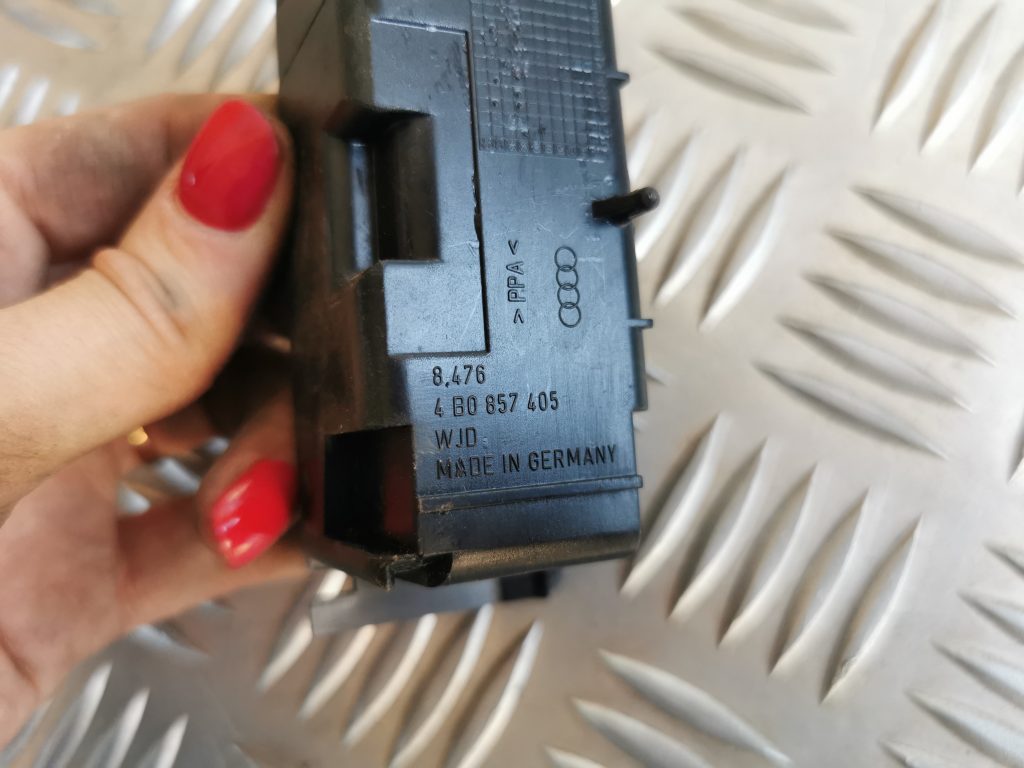 >PPA<
8,476
4 B0 857 405
WJD
MADE IN GERMANY